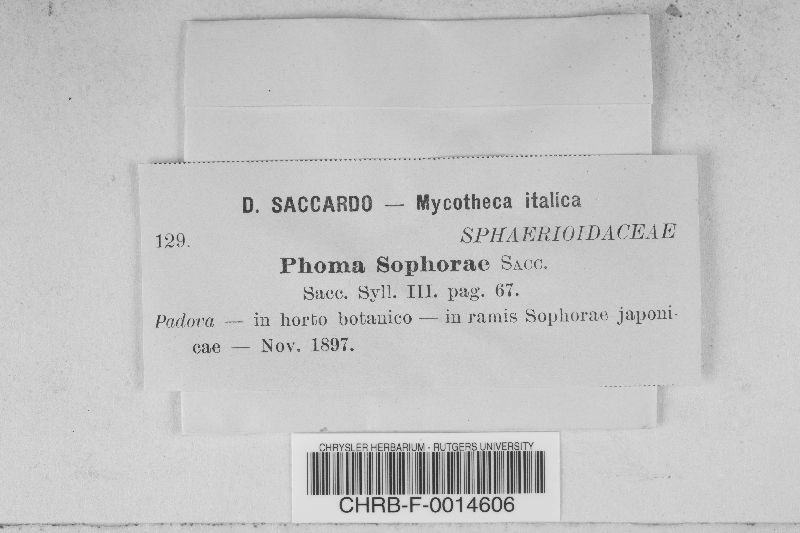 D. SACCARDO — Mycotheca italica
129.
SPHAERIOIDACEAE
Phoma Sophorae SACC.
Sacc. Syll. III. pag. 67.
Padova — in horto botanico — in ramis Sophorae japoni-
cae — Nov. 1897.
CHRYSLER HERBARIUM - RUTGERS UNIVERSITY
CHRB-F-0014606